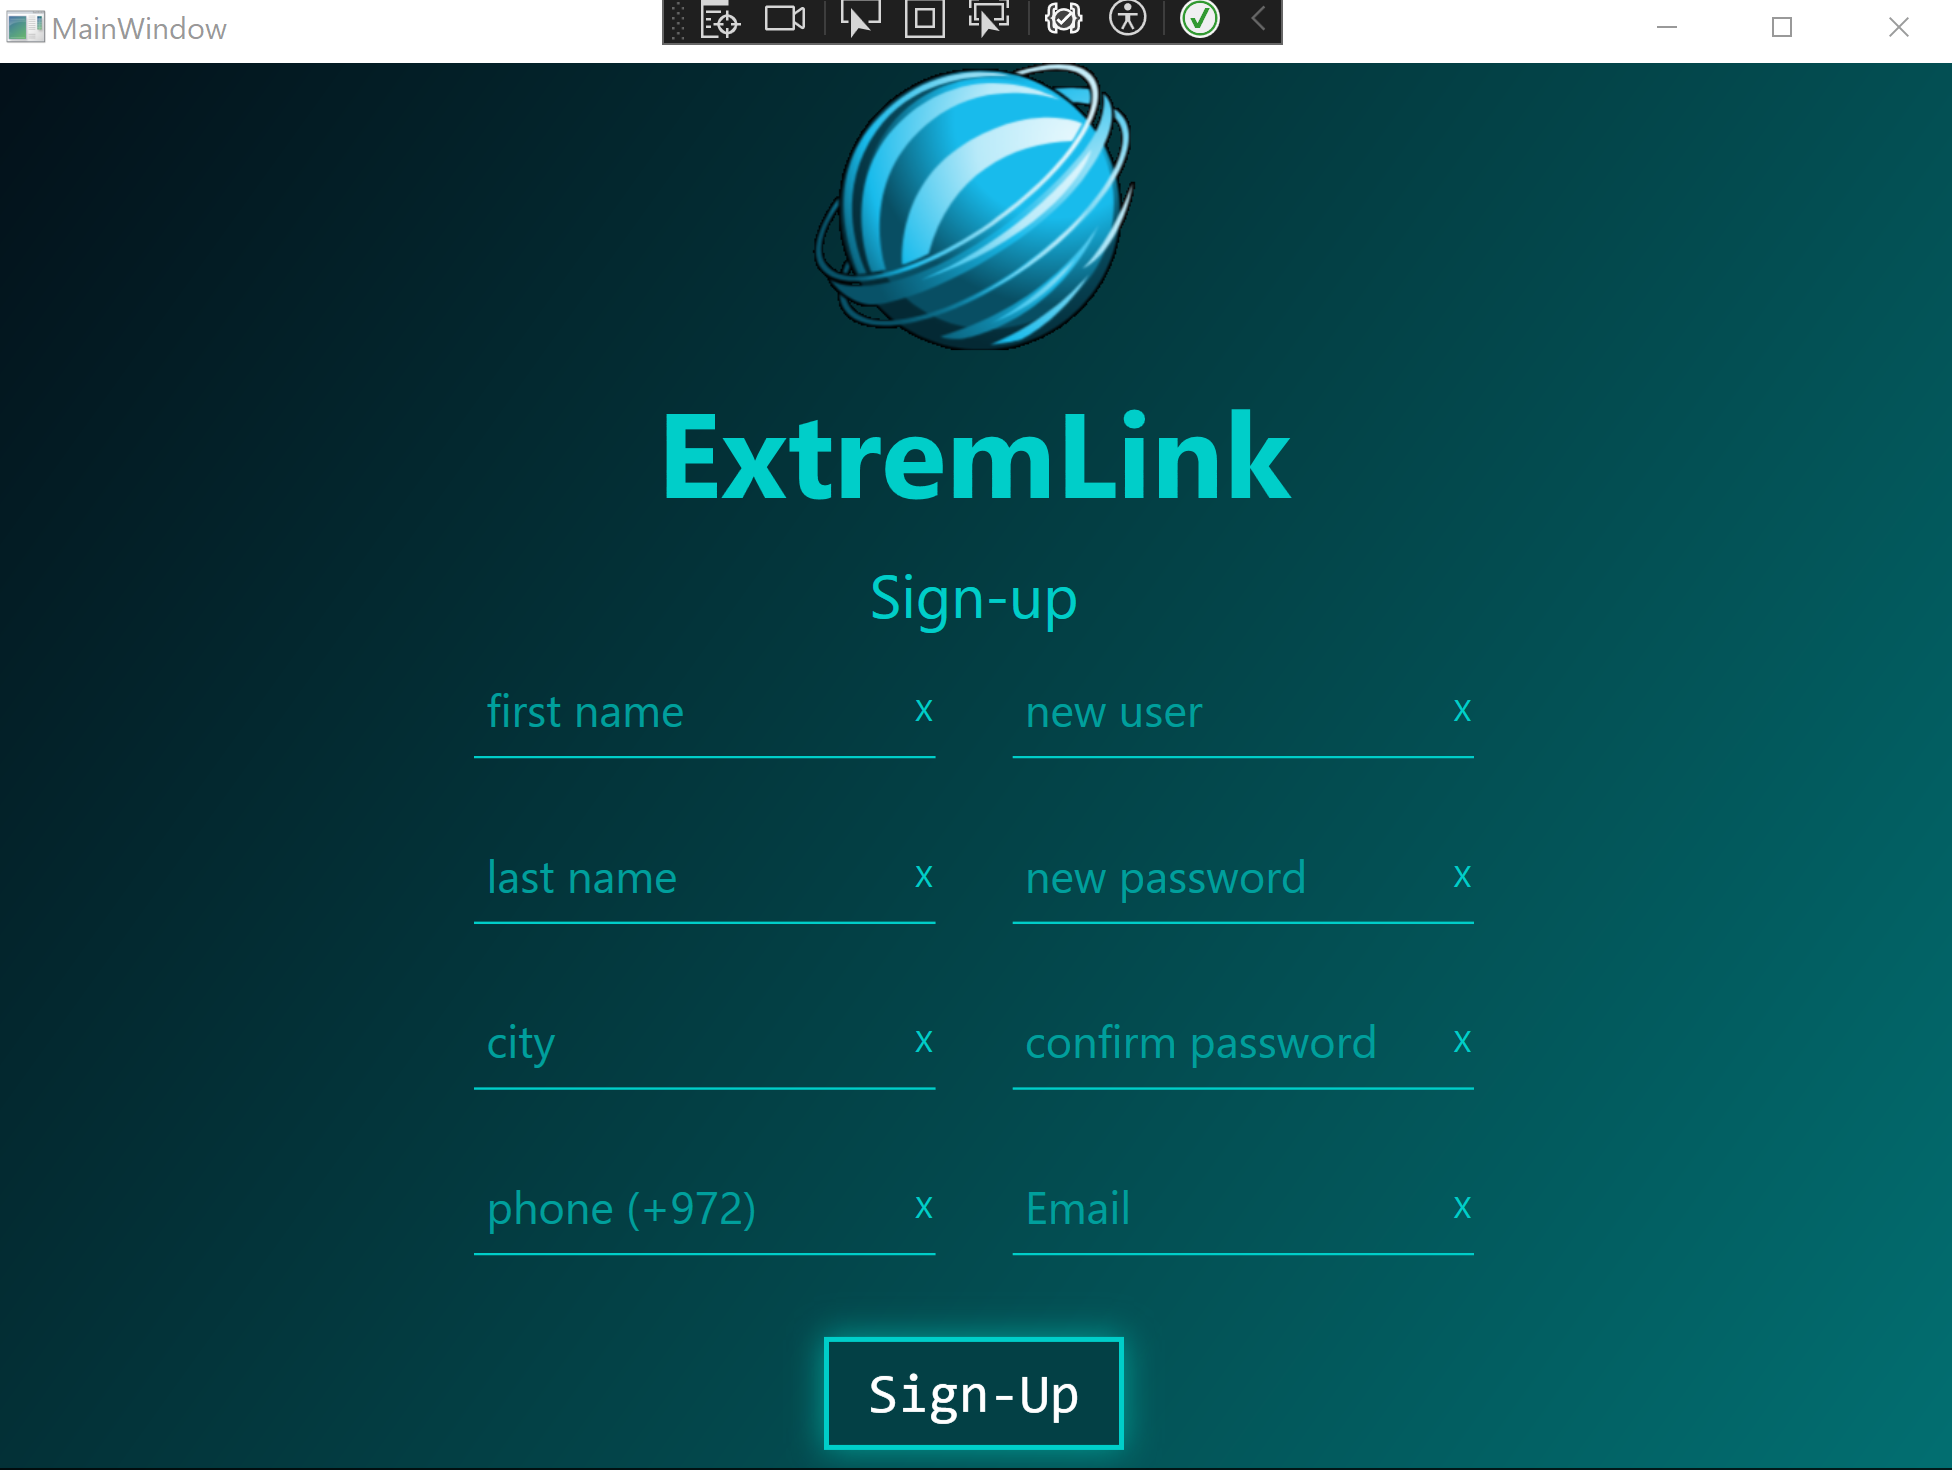 MainWindow
ExtremLink
Sign-up
first name X
new user X
last name X
new password X
city X
confirm password X
phone (+972) X
Email X
Sign-Up